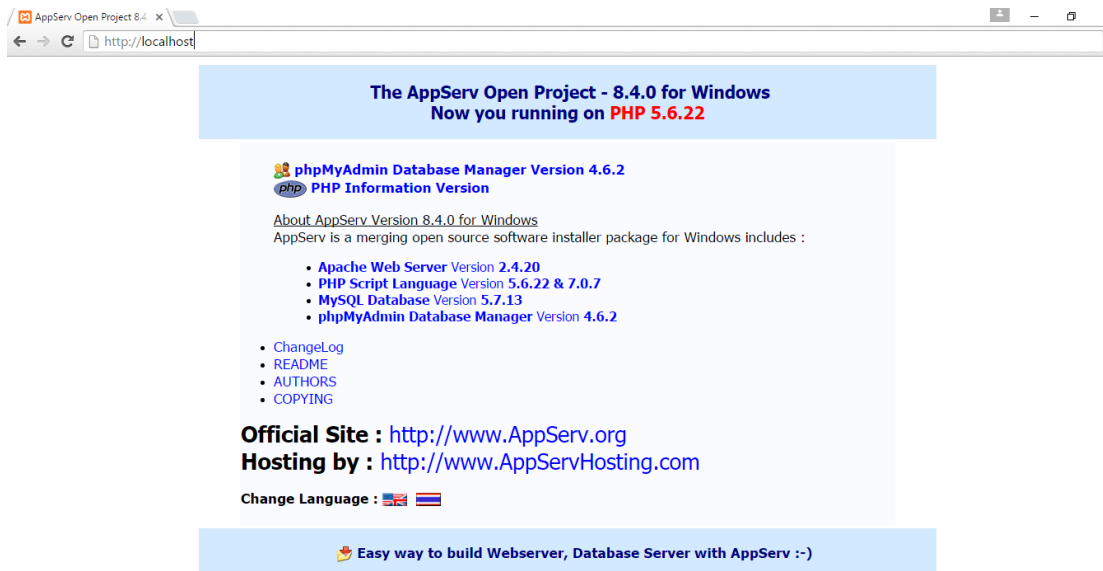 AppServ Open Project 8.4
http://localhost
The AppServ Open Project - 8.4.0 for Windows
Now you running on PHP 5.6.22
phpMyAdmin Database Manager Version 4.6.2
php PHP Information Version
About AppServ Version 8.4.0 for Windows
AppServ is a merging open source software installer package for Windows includes :
• Apache Web Server Version 2.4.20
• PHP Script Language Version 5.6.22 & 7.0.7
• MySQL Database Version 5.7.13
• phpMyAdmin Database Manager Version 4.6.2
• ChangeLog
• README
• AUTHORS
• COPYING
Official Site : http://www.AppServ.org
Hosting by : http://www.AppServHosting.com
Change Language :
Easy way to build Webserver, Database Server with AppServ :-)